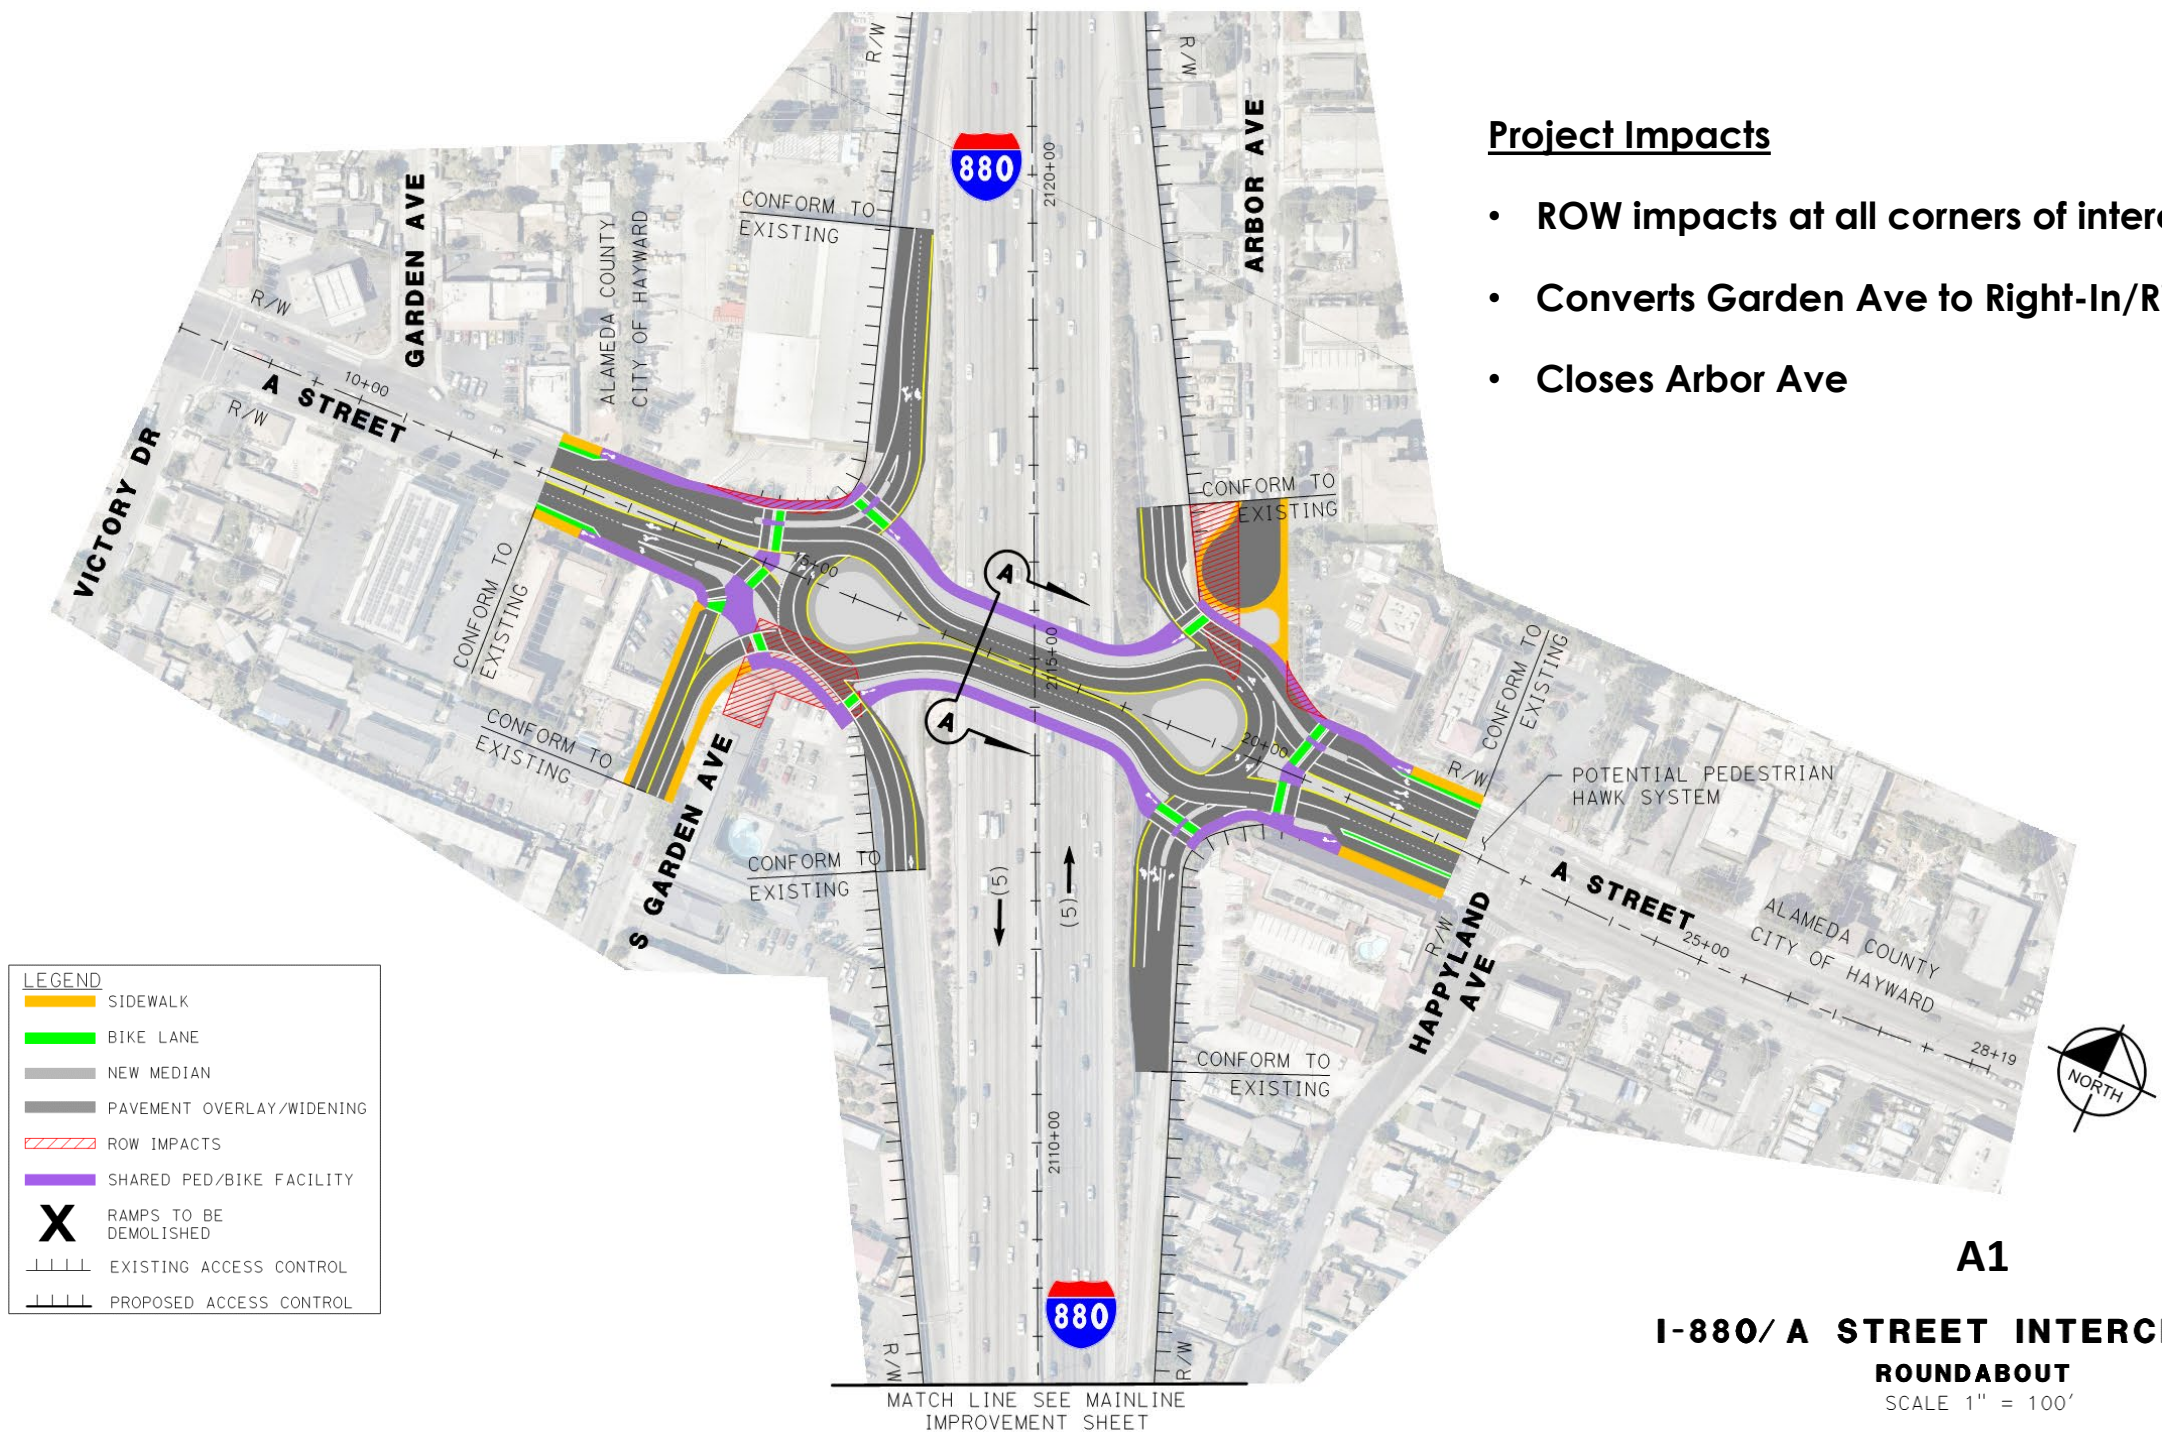 Project Impacts
• ROW impacts at all corners of inter
• Converts Garden Ave to Right-In/R
• Closes Arbor Ave
R/W
R/W
880
2120+00
ARBOR AVE
GARDEN AVE
ALAMEDA COUNTY
CITY OF HAYWARD
CONFORM TO
EXISTING
R/W
A STREET
10+00
R/W
VICTORY DR
CONFORM TO
EXISTING
CONFORM TO
EXISTING
15+00
A
A
2115+00
20+00
CONFORM TO
EXISTING
CONFORM TO
EXISTING
R/W
POTENTIAL PEDESTRIAN
HAWK SYSTEM
S GARDEN AVE
CONFORM TO
EXISTING
(5)
(5)
A STREET
25+00
ALAMEDA COUNTY
CITY OF HAYWARD
28+19
R/W
HAPPYLAND
AVE
NORTH
CONFORM TO
EXISTING
2110+00
880
R/W
R/W
MATCH LINE SEE MAINLINE
IMPROVEMENT SHEET
LEGEND
SIDEWALK
BIKE LANE
NEW MEDIAN
PAVEMENT OVERLAY/WIDENING
ROW IMPACTS
SHARED PED/BIKE FACILITY
X RAMPS TO BE
DEMOLISHED
EXISTING ACCESS CONTROL
PROPOSED ACCESS CONTROL
A1
I-880/A STREET INTERC
ROUNDABOUT
SCALE 1" = 100'